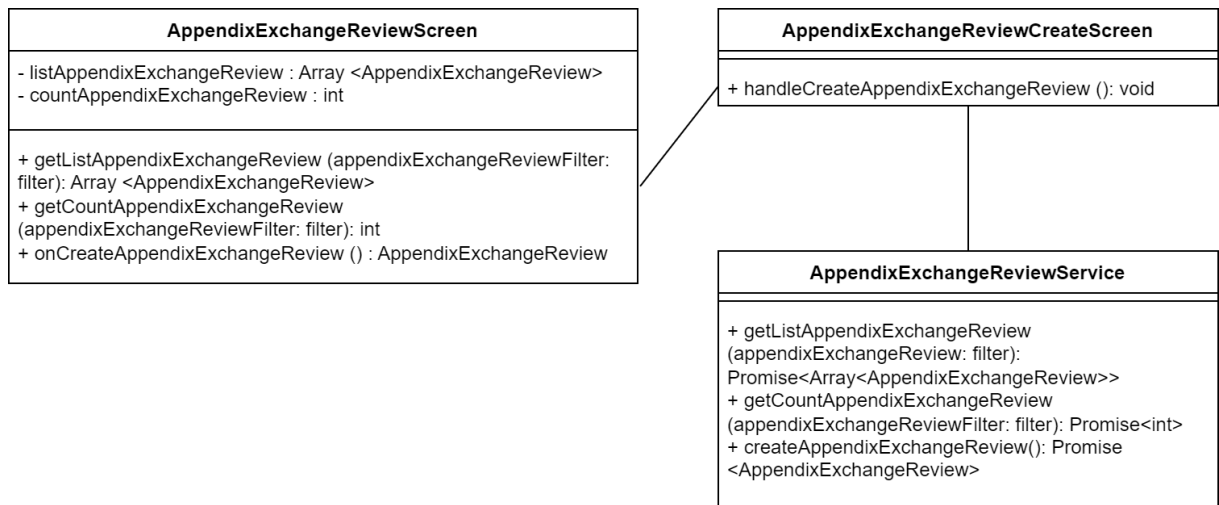 AppendixExchangeReviewScreen
- listAppendixExchangeReview : Array <AppendixExchangeReview>
- countAppendixExchangeReview : int
+ getListAppendixExchangeReview (appendixExchangeReviewFilter:
filter): Array <AppendixExchangeReview>
+ getCountAppendixExchangeReview
(appendixExchangeReviewFilter: filter): int
+ onCreateAppendixExchangeReview () : AppendixExchangeReview
AppendixExchangeReviewCreateScreen
+ handleCreateAppendixExchangeReview (): void
AppendixExchangeReviewService
+ getListAppendixExchangeReview
(appendixExchangeReview: filter):
Promise<Array<AppendixExchangeReview>>
+ getCountAppendixExchangeReview
(appendixExchangeReviewFilter: filter): Promise<int>
+ createAppendixExchangeReview(): Promise
<AppendixExchangeReview>